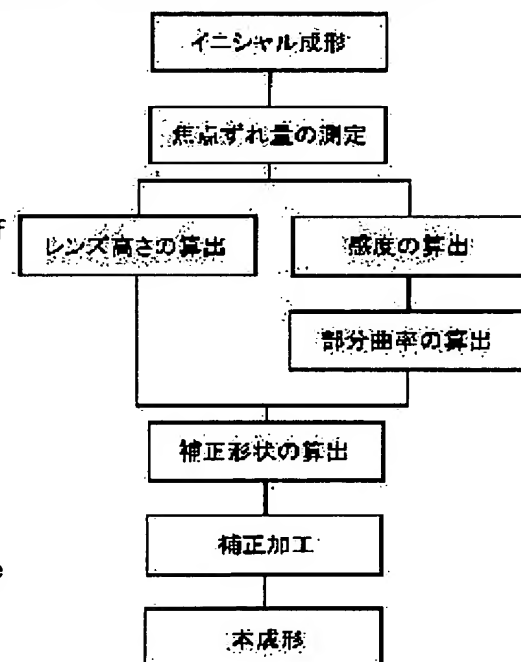 イニシャル成形
焦点ずれ量の測定
f
レンズ高さの算出
感度の算出
部分曲率の算出
補正形状の算出
補正加工
e
本成形